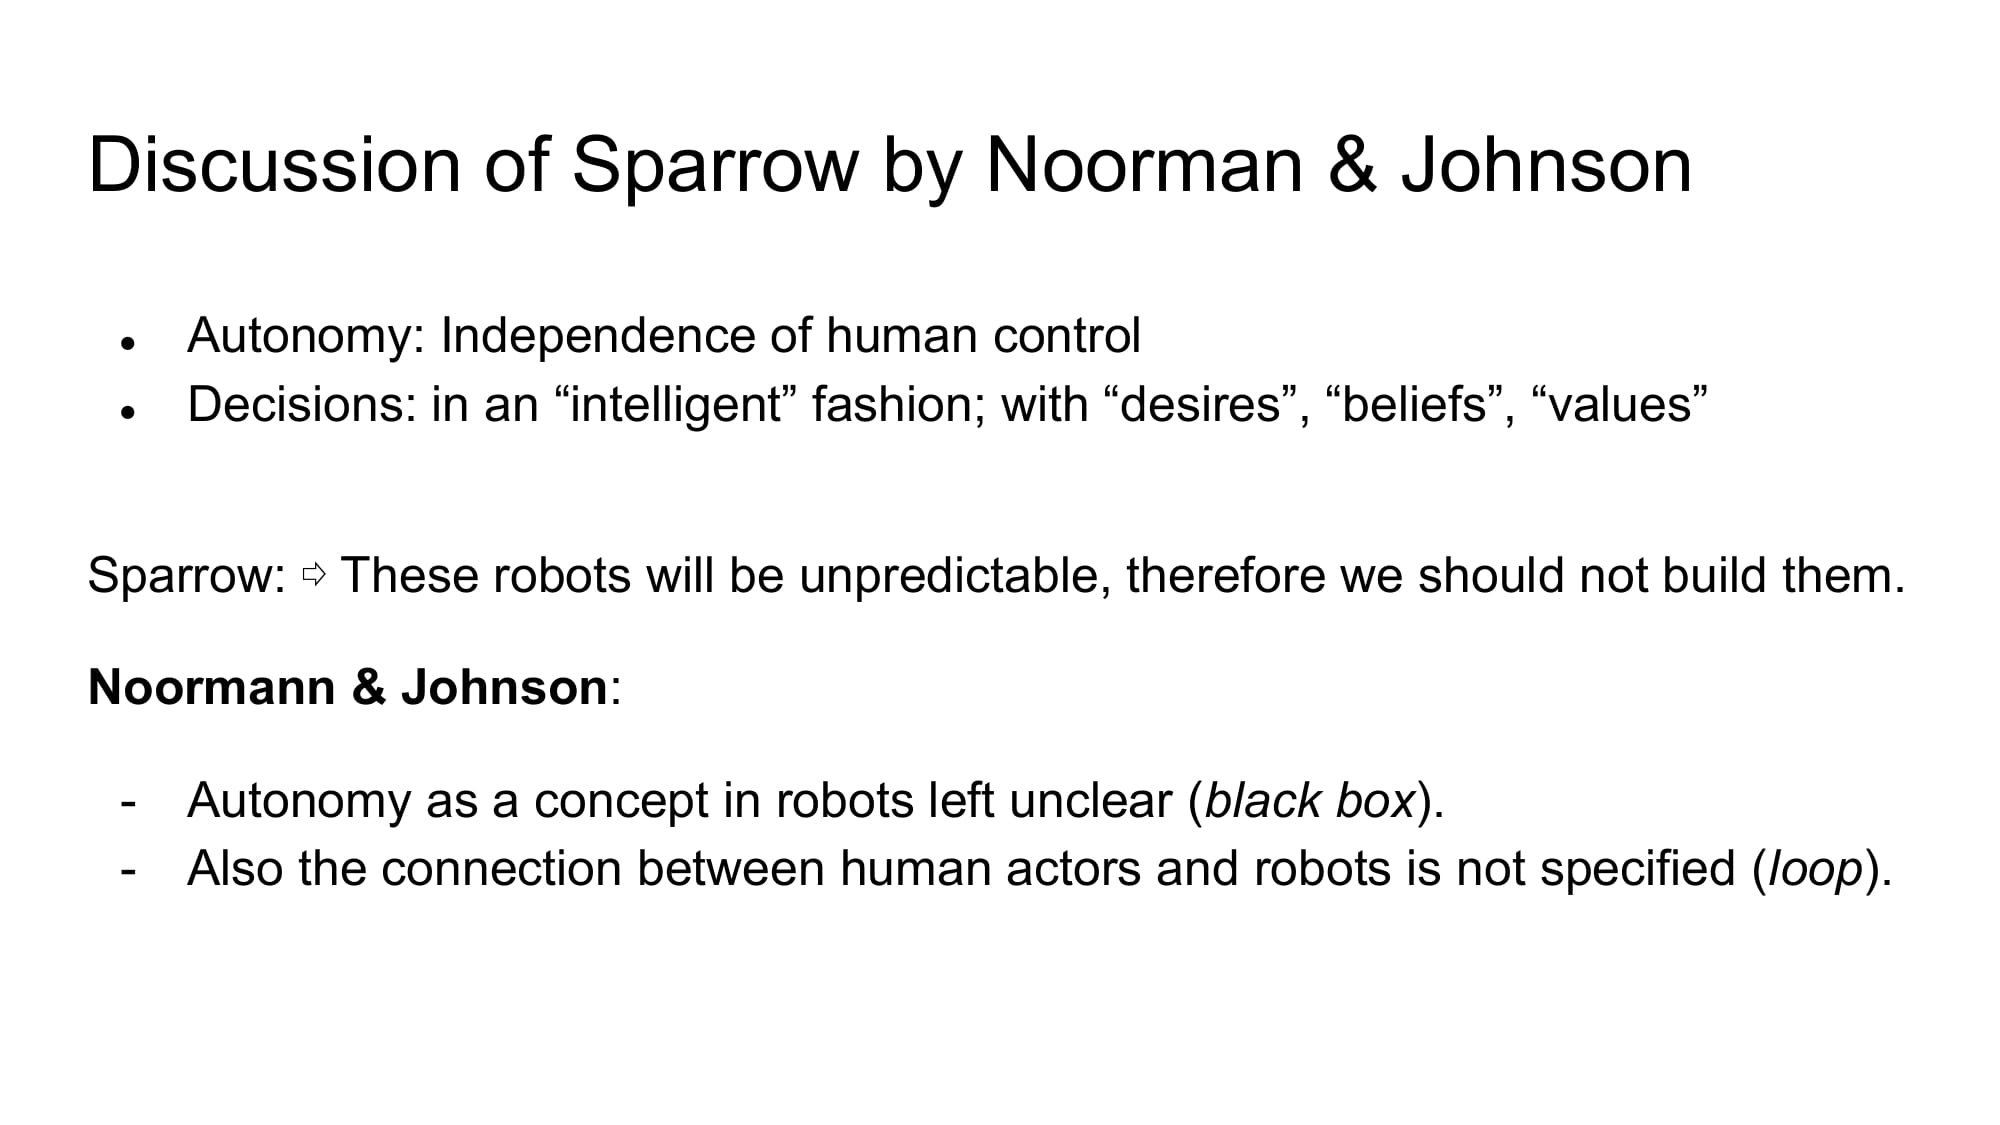 Discussion of Sparrow by Noorman & Johnson
● Autonomy: Independence of human control
● Decisions: in an “intelligent” fashion; with “desires”, “beliefs”, “values”
Sparrow: ⇨ These robots will be unpredictable, therefore we should not build them.
Noormann & Johnson:
- Autonomy as a concept in robots left unclear (black box).
- Also the connection between human actors and robots is not specified (loop).